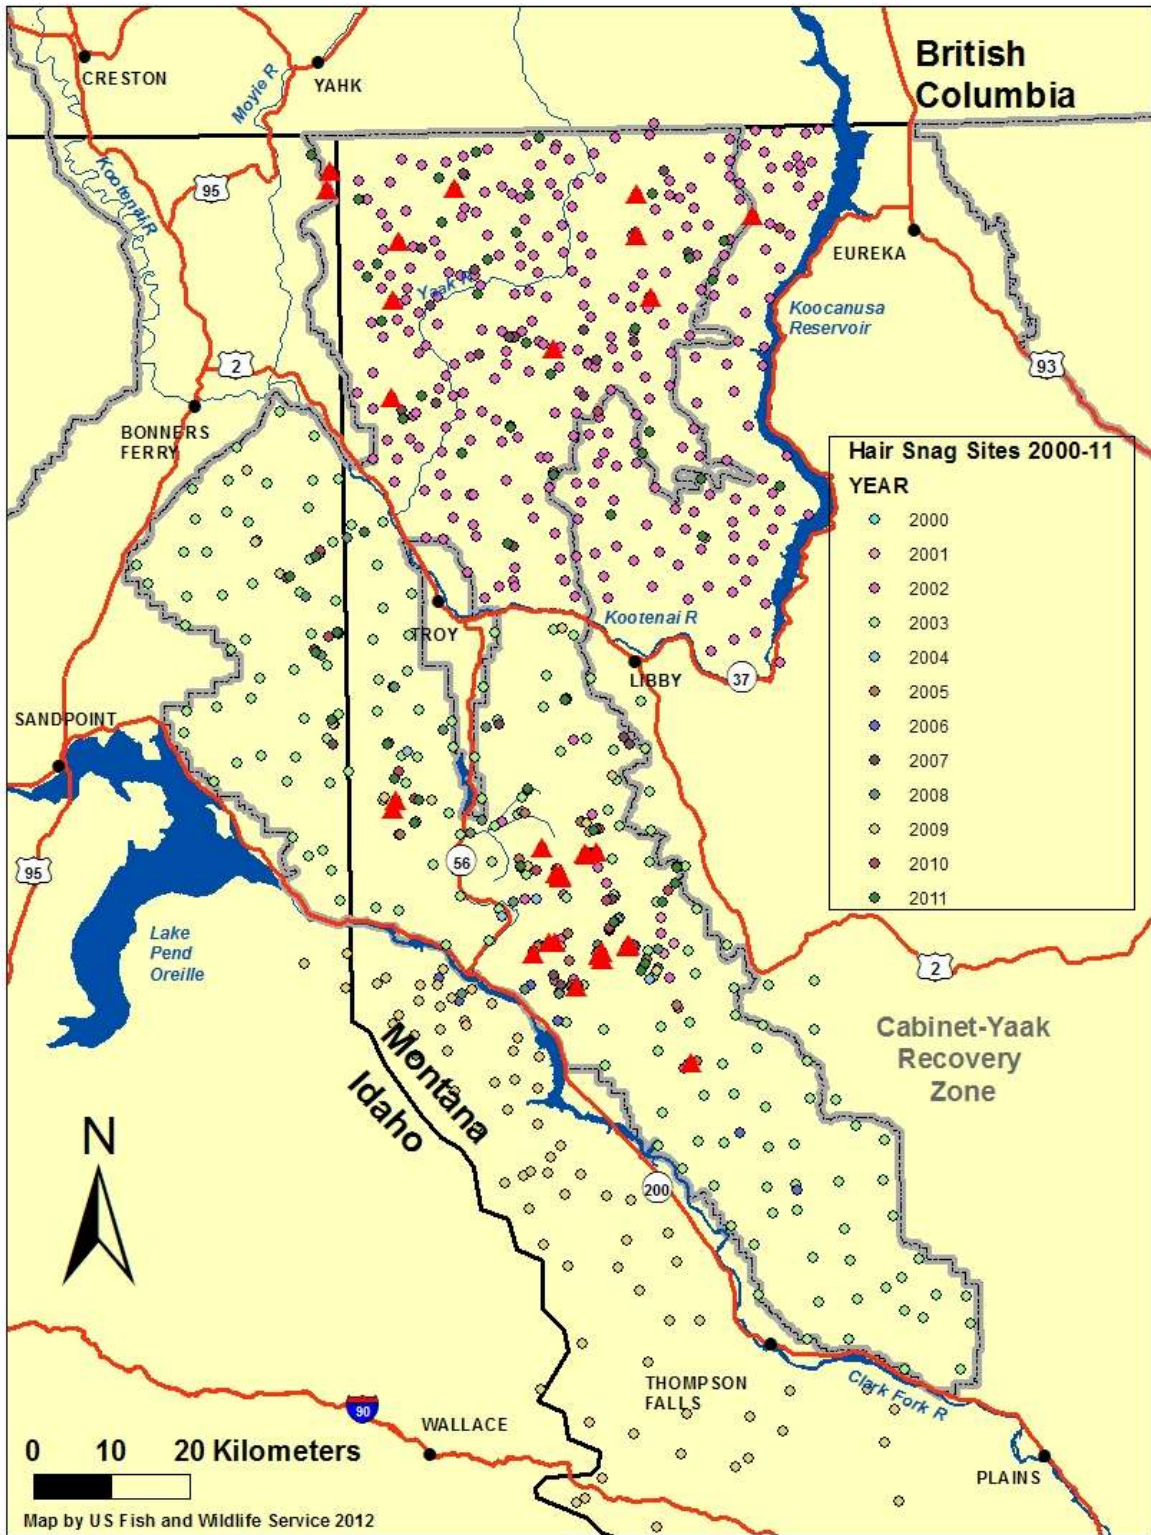 British
Columbia
CRESTON
YAHK
Moyie R
Kootenai R
95
EUREKA
Yaak R
Koocanusa
Reservoir
2
93
BONNERS
FERRY
Hair Snag Sites 2000-11
YEAR
2000
2001
2002
2003
2004
2005
2006
2007
2008
2009
2010
2011
TROY
Kootenai R
LIBBY
37
SANDPOINT
95
56
Lake
Pend
Oreille
2
Cabinet-Yaak
Recovery
Zone
Montana
Idaho
N
200
THOMPSON
FALLS
Clark Fork R
90
WALLACE
PLAINS
0 10 20 Kilometers
Map by US Fish and Wildlife Service 2012